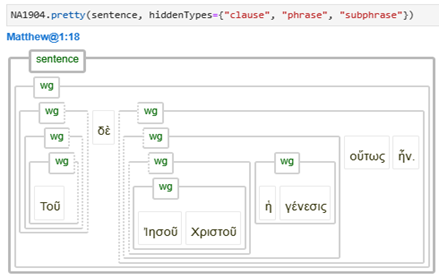 NA1904.pretty(sentence, hiddenTypes={"clause", "phrase", "subphrase"})
Matthew@1:18
sentence
wg
wg wg
wg wg
wg wg wg
wg
Τοῦ δὲ Ἰησοῦ Χριστοῦ ἡ γένεσις οὕτως ἦν.